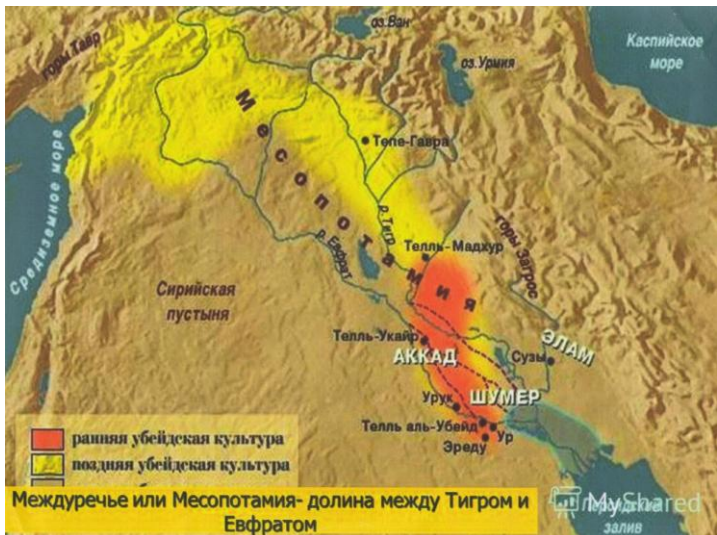 оз.Ван
Каспийское
море
горы Тавр
оз.Урмия
Месопотамия
Тепе-Гавра
Средиземное море
р.Тигр
р.Евфрат
горы Загрос
Телль-Мадхур
Сирийская
пустыня
Телль-Укайр
АККАД
Сузы
ЭЛАМ
Урук
ШУМЕР
Телль аль-Убейд
Ур
Эреду
ранняя убейдская культура
поздняя убейдская культура
Междуречье или Месопотамия- долина между Тигром и
Евфратом
MyShared
Персидский
залив